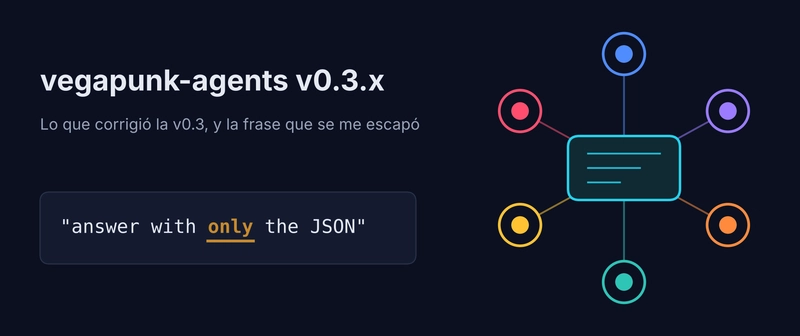 vegapunk-agents v0.3.x
Lo que corrigió la v0.3, y la frase que se me escapó
"answer with only the JSON"